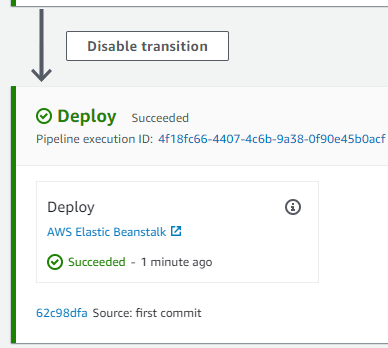 Disable transition
Deploy Succeeded
Pipeline execution ID: 4f18fc66-4407-4c6b-9a38-0f90e45b0acf
Deploy
AWS Elastic Beanstalk
Succeeded - 1 minute ago
62c98dfa Source: first commit